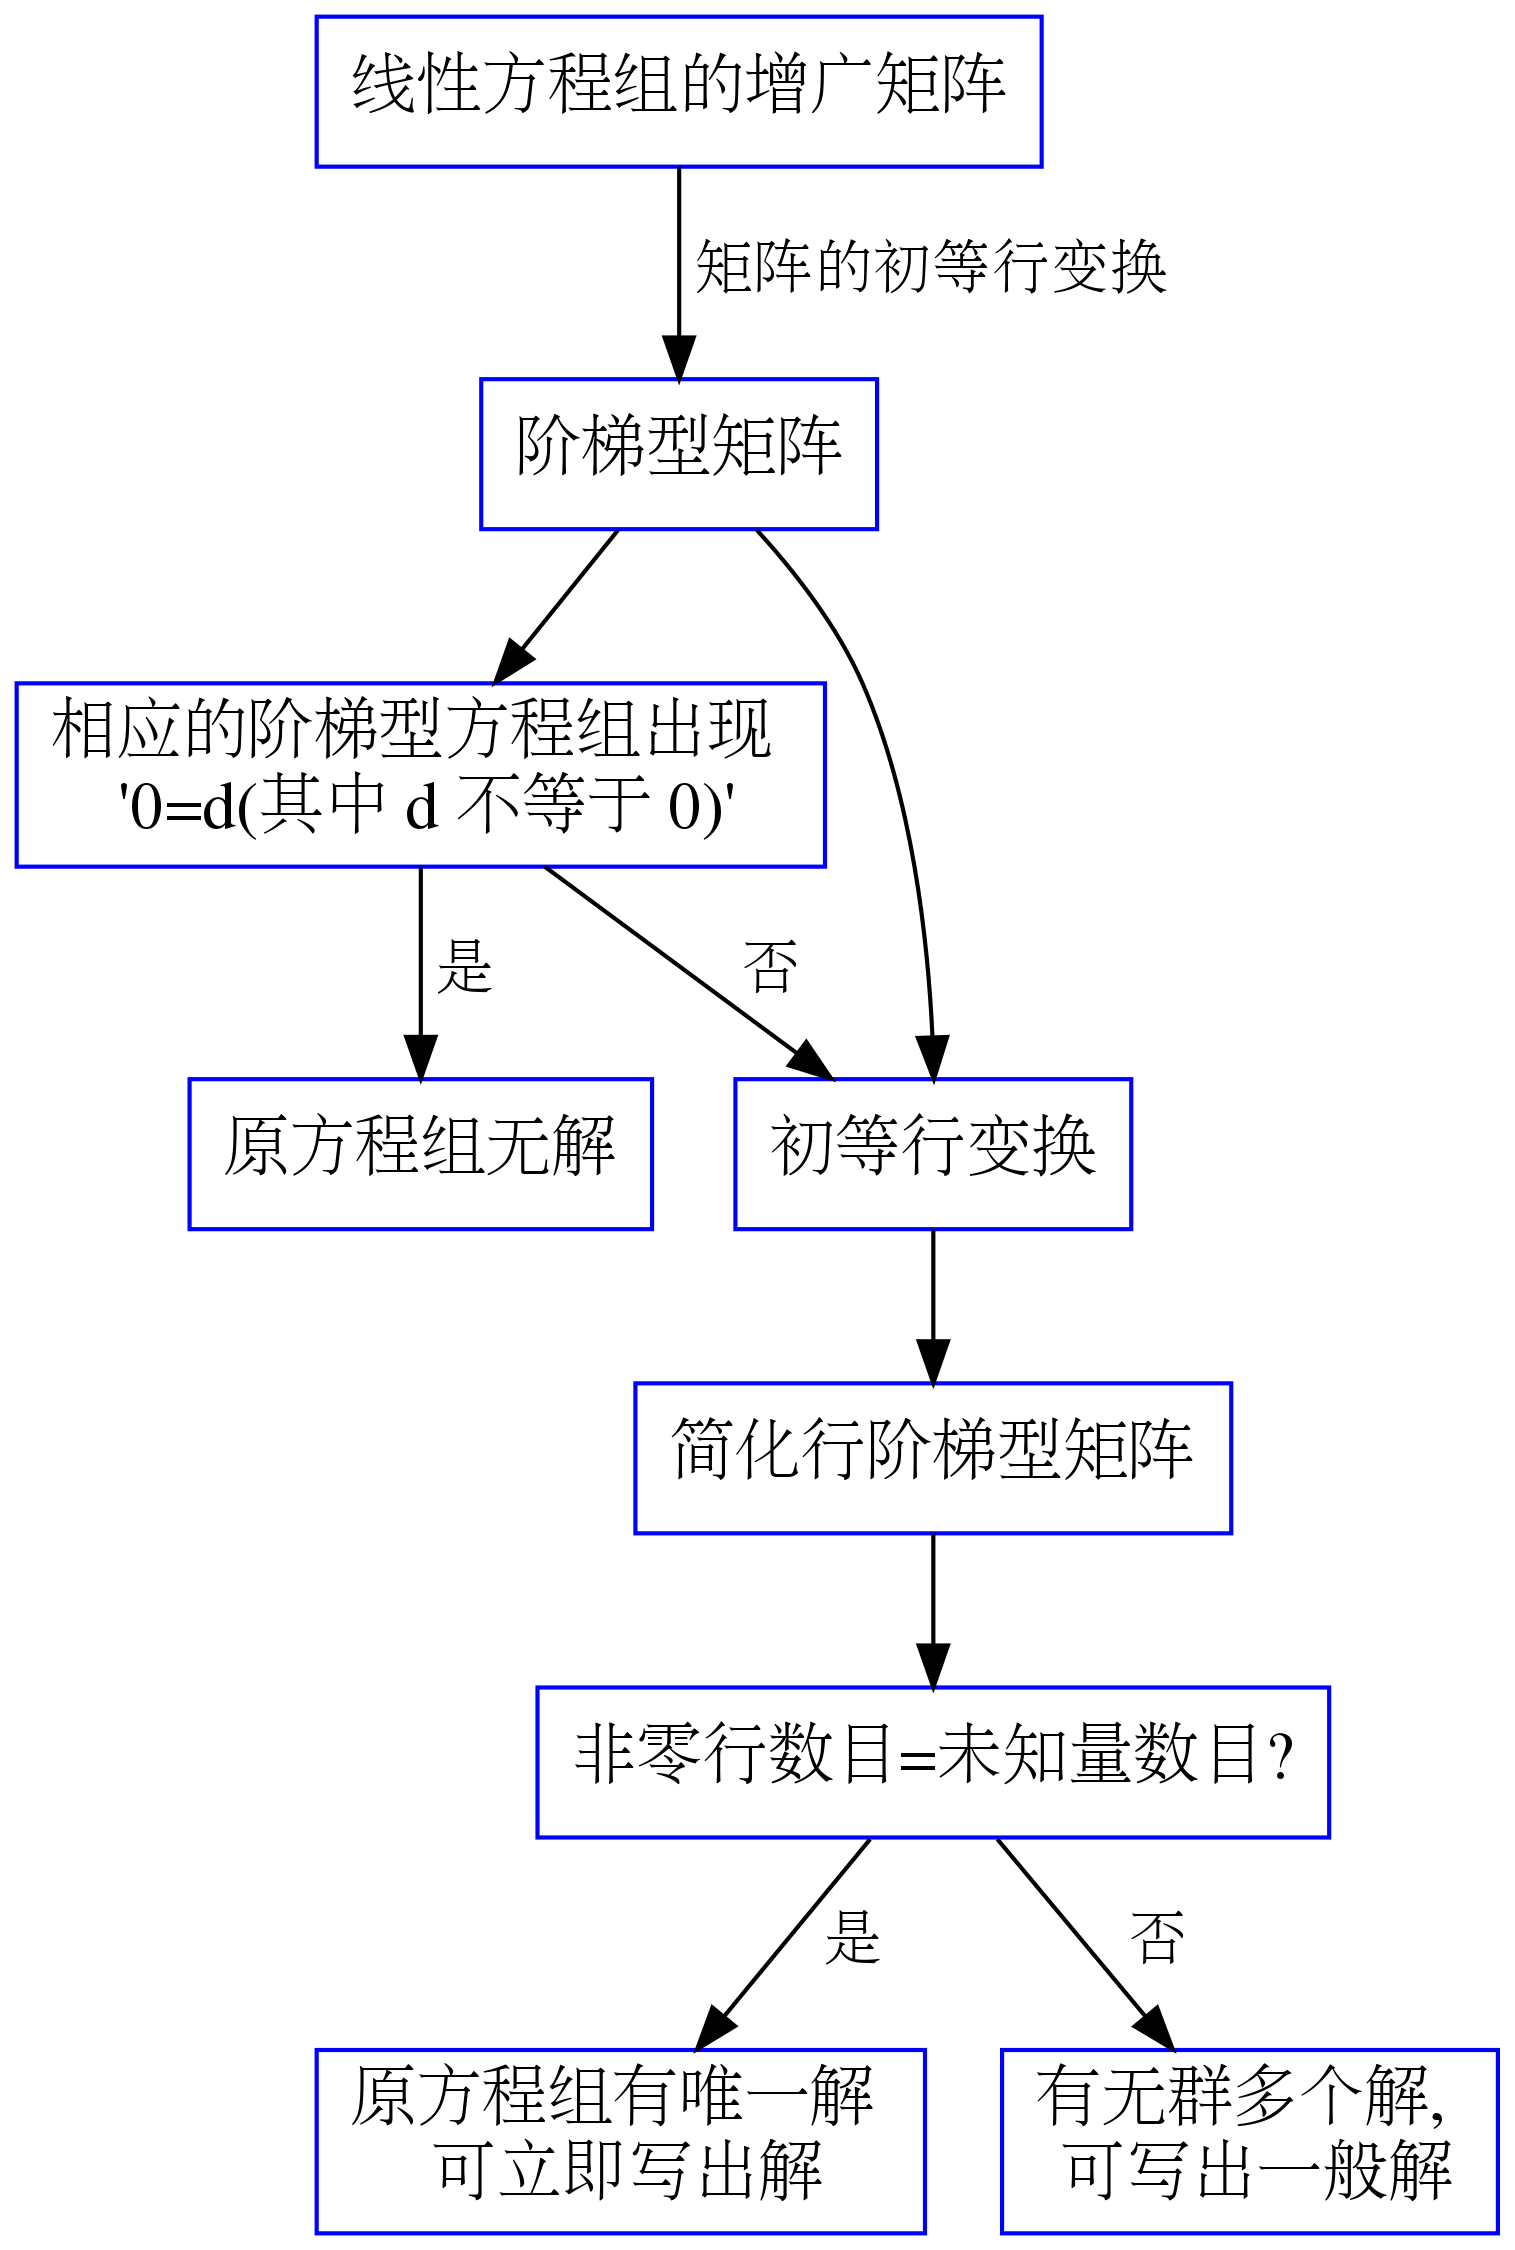 线性方程组的增广矩阵
矩阵的初等行变换
阶梯型矩阵
相应的阶梯型方程组出现
'0=d(其中 d 不等于 0)'
是
否
原方程组无解
初等行变换
简化行阶梯型矩阵
非零行数目=未知量数目?
是
否
原方程组有唯一解
可立即写出解
有无群多个解,
可写出一般解